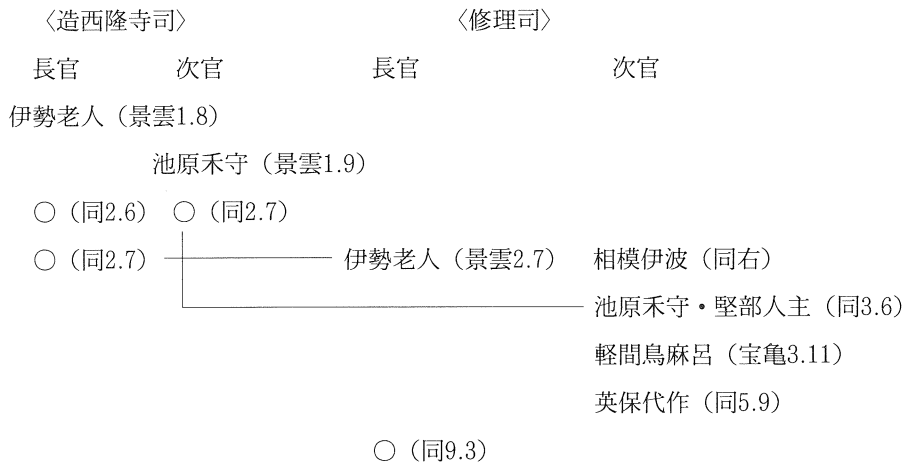 〈造西隆寺司〉 〈修理司〉
長官 次官 長官 次官
伊勢老人（景雲1.8）
池原禾守（景雲1.9）
○（同2.6） ○（同2.7）
○（同2.7） 伊勢老人（景雲2.7） 相模伊波（同右）
池原禾守・堅部人主（同3.6）
軽間鳥麻呂（宝亀3.11）
英保代作（同5.9）
○（同9.3）